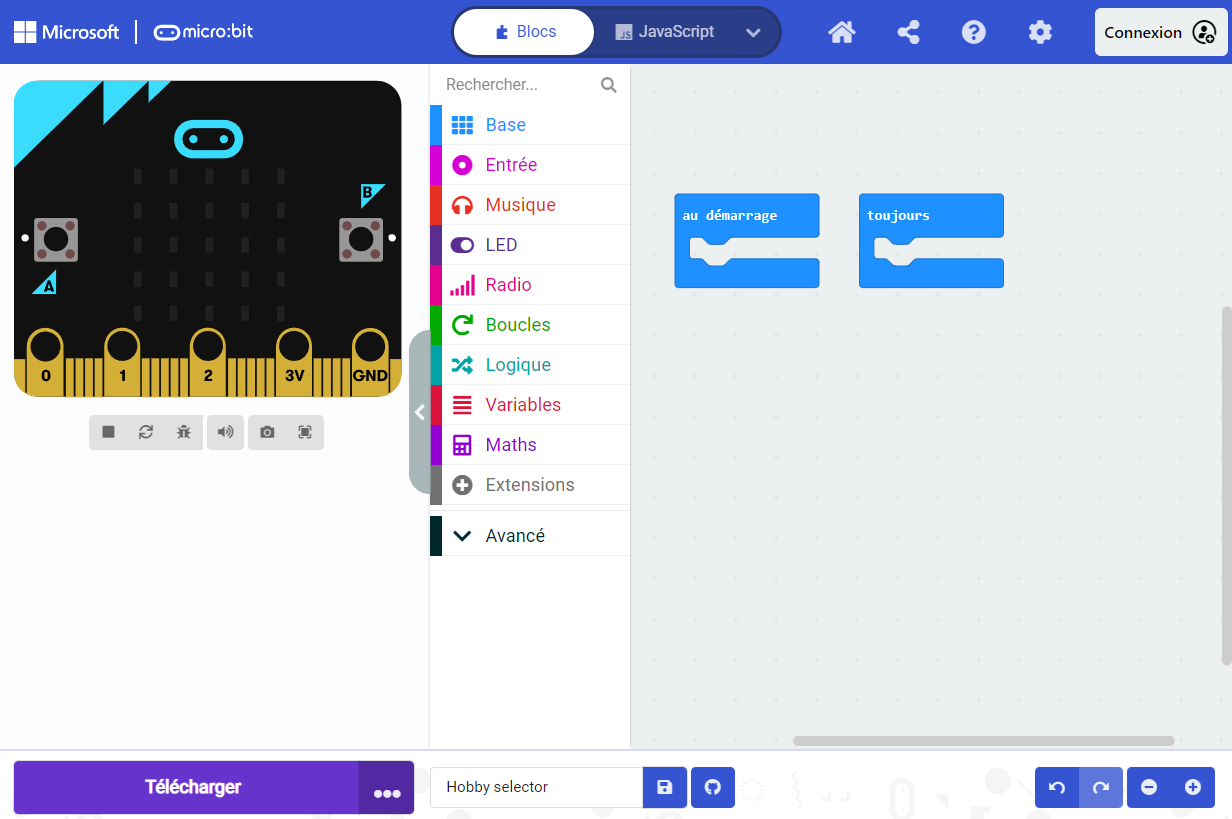 Microsoft
micro:bit
Blocs
JS
JavaScript
Connexion
B
A
0
1
2
3V
GND
Rechercher...
Base
Entrée
Musique
LED
Radio
Boucles
Logique
Variables
Maths
Extensions
Avancé
au démarrage
toujours
Télécharger
Hobby selector